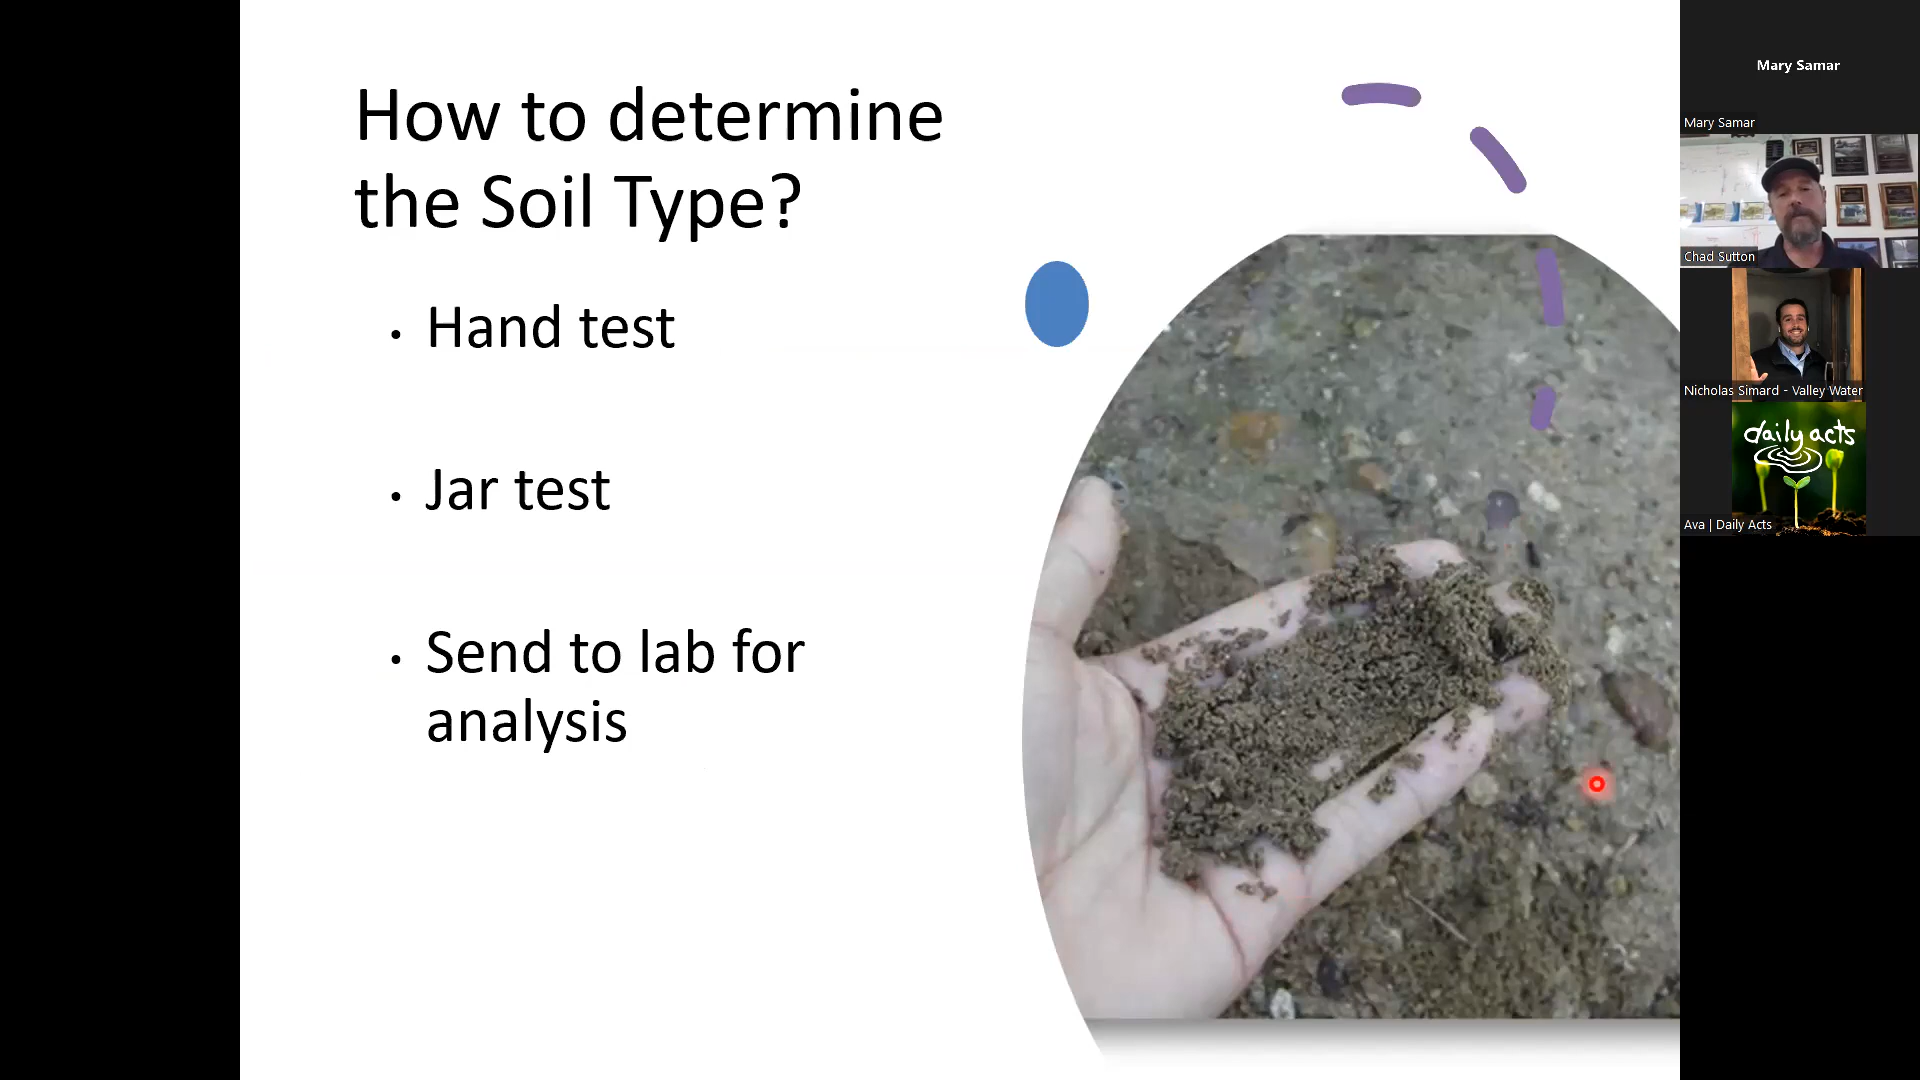 How to determine
the Soil Type?
• Hand test
• Jar test
• Send to lab for
analysis
Mary Samar
Mary Samar
Chad Sutton
Nicholas Simard - Valley Water
daily acts
Ava | Daily Acts